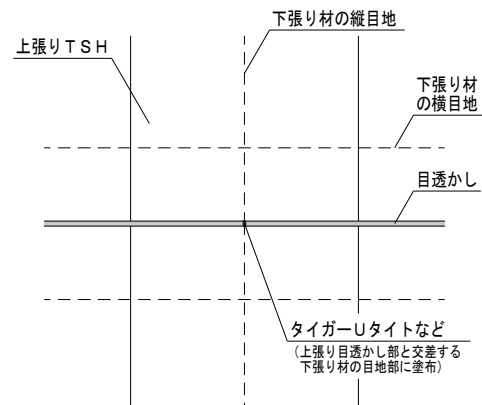 下張り材の縦目地
上張りTSH
下張り材
の横目地
目透かし
タイガーUタイトなど
(上張り目透かし部と交差する
下張り材の目地部に塗布)